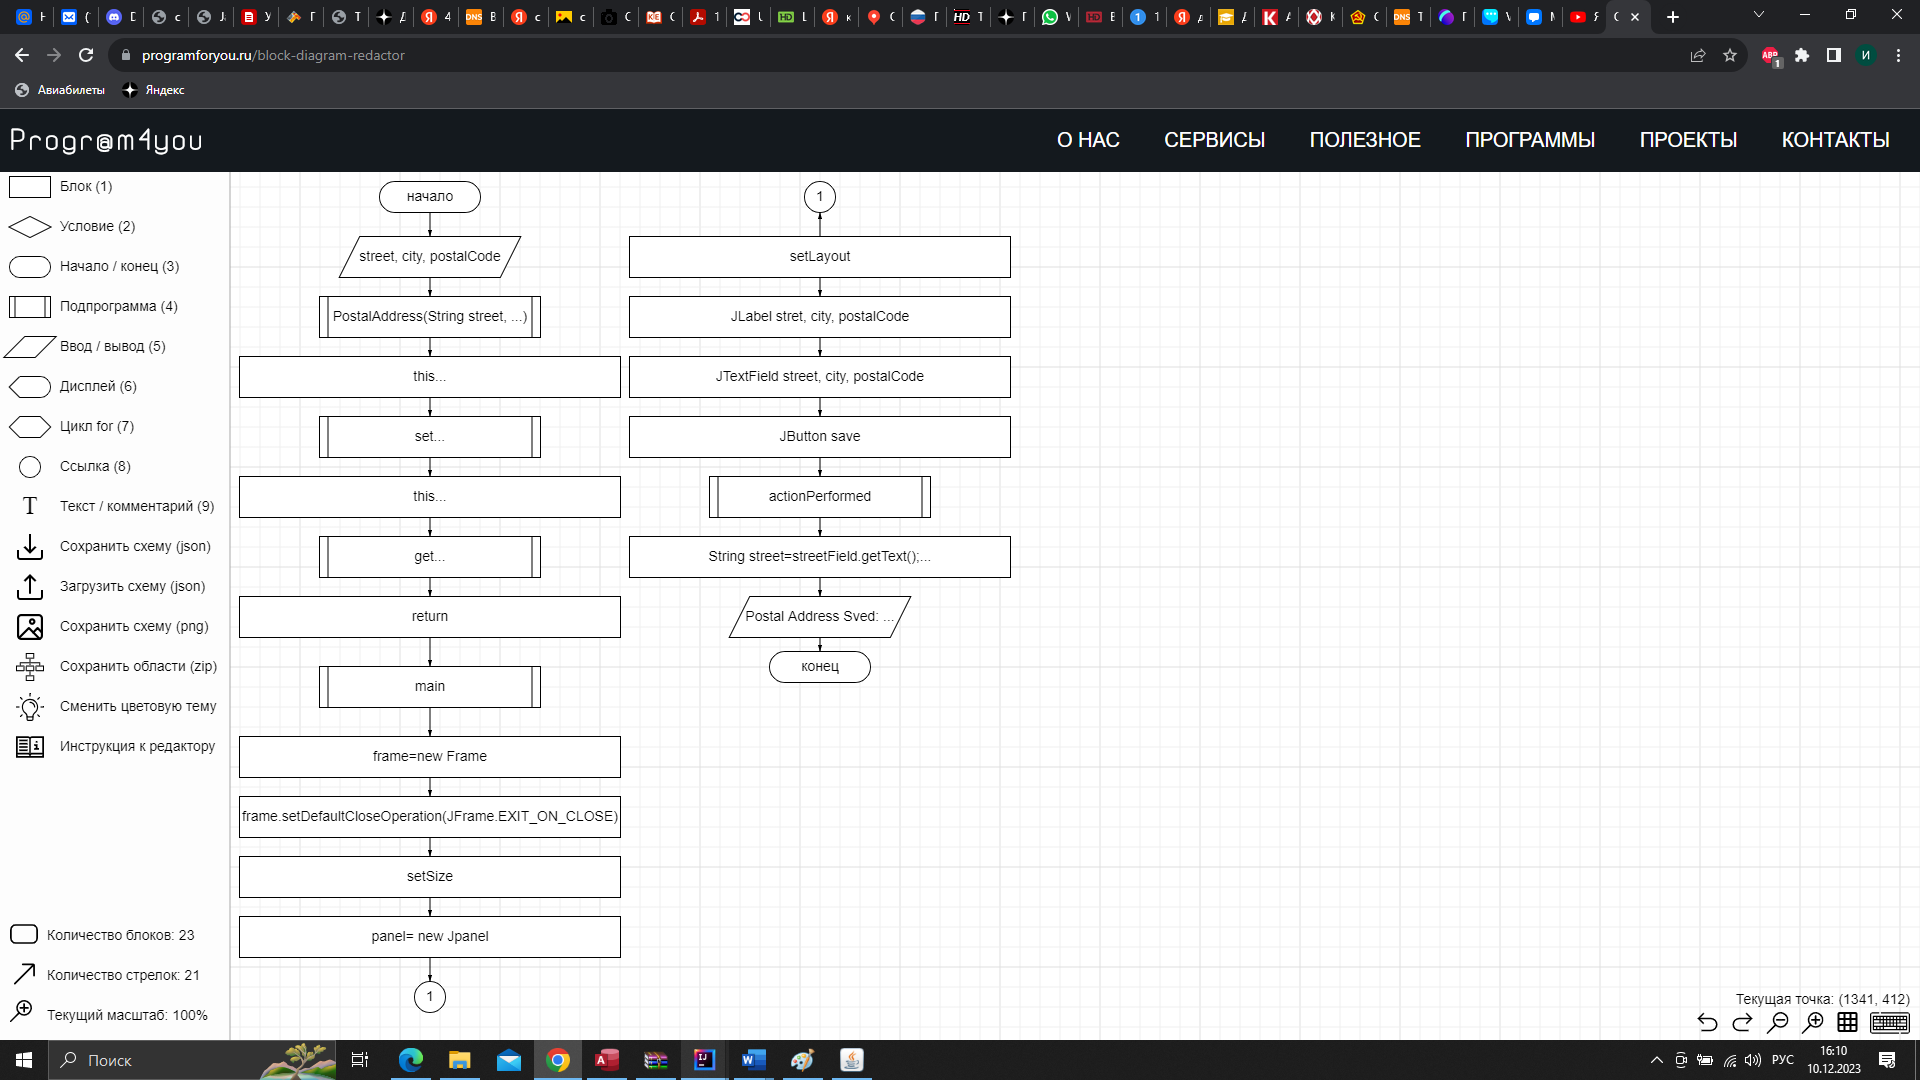 programforyou.ru/block-diagram-redactor
1
И
Авиабилеты
Яндекс
Progr@m4you
О НАС
СЕРВИСЫ
ПОЛЕЗНОЕ
ПРОГРАММЫ
ПРОЕКТЫ
КОНТАКТЫ
Блок (1)
Условие (2)
Начало / конец (3)
Подпрограмма (4)
Ввод / вывод (5)
Дисплей (6)
Цикл for (7)
Ссылка (8)
Текст / комментарий (9)
Сохранить схему (json)
Загрузить схему (json)
Сохранить схему (png)
Сохранить области (zip)
Сменить цветовую тему
Инструкция к редактору
Количество блоков: 23
Количество стрелок: 21
Текущий масштаб: 100%
начало
street, city, postalCode
PostalAddress(String street, ...)
this...
set...
this...
get...
return
main
frame=new Frame
frame.setDefaultCloseOperation(JFrame.EXIT_ON_CLOSE)
setSize
panel= new Jpanel
1
1
setLayout
JLabel stret, city, postalCode
JTextField street, city, postalCode
JButton save
actionPerformed
String street=streetField.getText();...
Postal Address Sved: ...
конец
Текущая точка: (1341, 412)
Поиск
РУС
16:10
10.12.2023